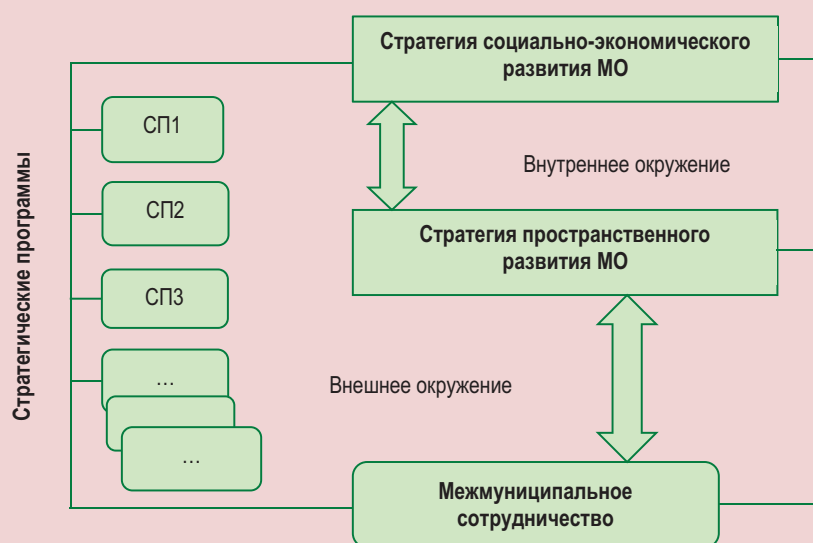 Стратегия социально-экономического
развития МО
СП1
Внутреннее окружение
СП2
Стратегия пространственного
развития МО
СП3
Стратегические программы
…
Внешнее окружение
…
Межмуниципальное
сотрудничество